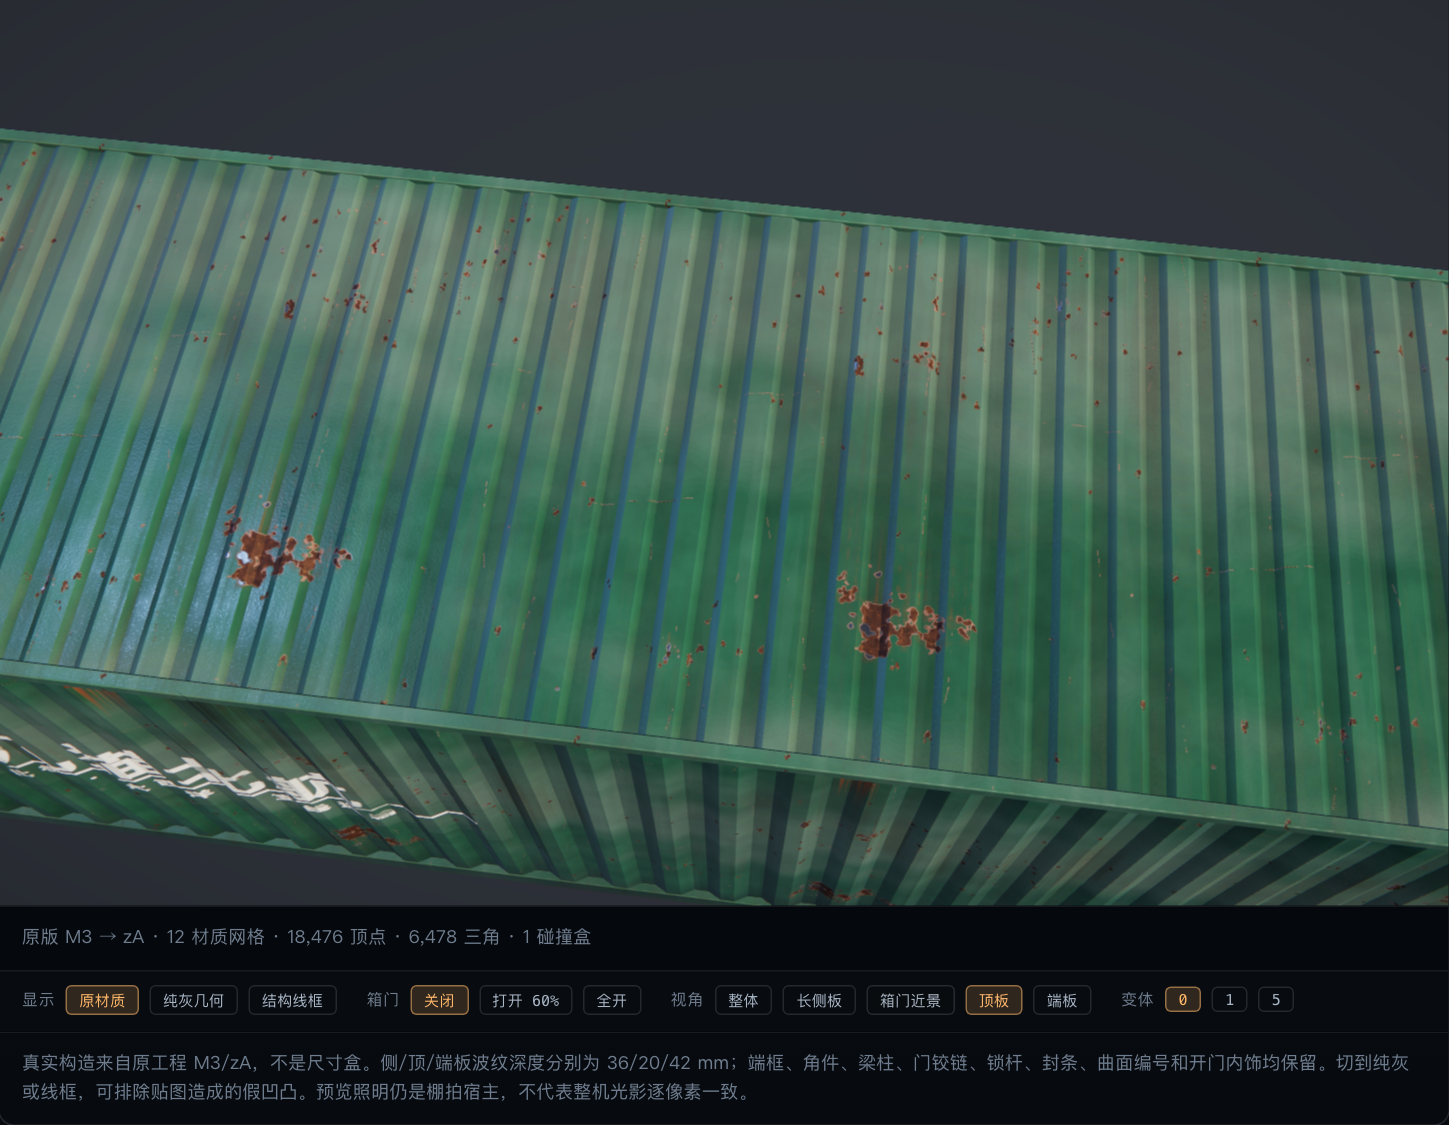 原版 M3 → zA · 12 材质网格 · 18,476 顶点 · 6,478 三角 · 1 碰撞盒
显示 原材质 纯灰几何 结构线框 箱门 关闭 打开 60% 全开 视角 整体 长侧板 箱门近景 顶板 端板 变体 0 1 5
真实构造来自原工程 M3/zA，不是尺寸盒。侧/顶/端板波纹深度分别为 36/20/42 mm；端框、角件、梁柱、门铰链、锁杆、封条、曲面编号和开门内饰均保留。切到纯灰
或线框，可排除贴图造成的假凹凸。预览照明仍是棚拍宿主，不代表整机光影逐像素一致。